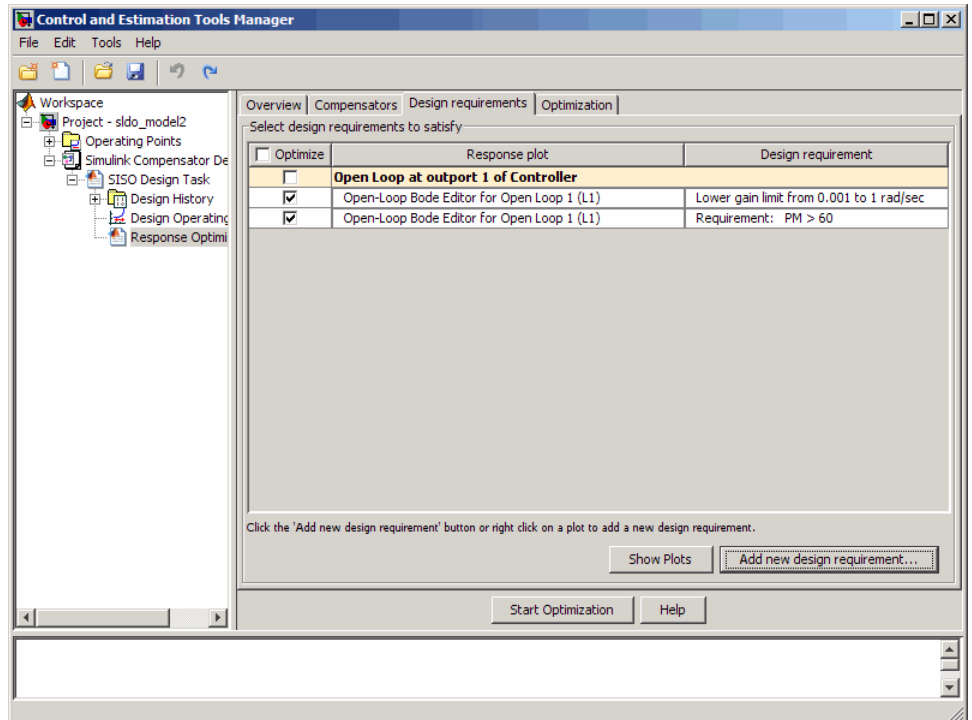 Control and Estimation Tools Manager
File Edit Tools Help
Workspace
Project - sldo_model2
Operating Points
Simulink Compensator De
SISO Design Task
Design History
Design Operating
Response Optimi
Overview Compensators Design requirements Optimization
Select design requirements to satisfy
Optimize Response plot Design requirement
Open Loop at outport 1 of Controller
Open-Loop Bode Editor for Open Loop 1 (L1) Lower gain limit from 0.001 to 1 rad/sec
Open-Loop Bode Editor for Open Loop 1 (L1) Requirement: PM > 60
Click the 'Add new design requirement' button or right click on a plot to add a new design requirement.
Show Plots Add new design requirement...
Start Optimization Help